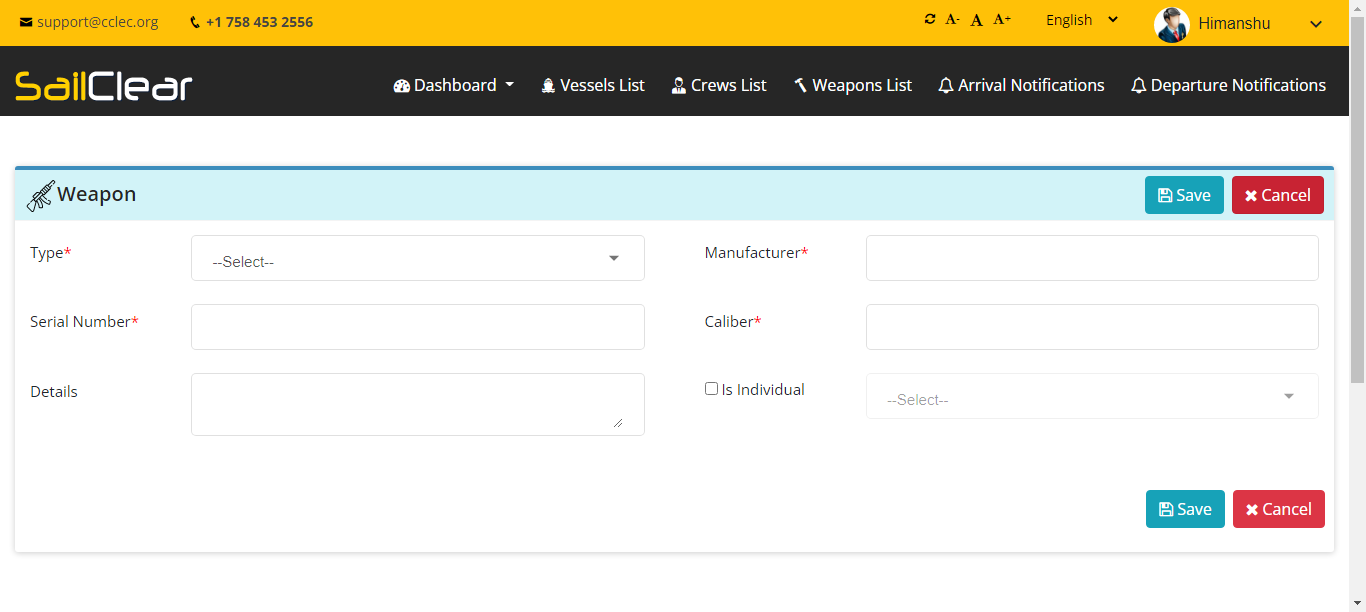 support@cclec.org +1 758 453 2556 A- A A+ English Himanshu
SailClear Dashboard Vessels List Crews List Weapons List Arrival Notifications Departure Notifications
Weapon Save Cancel
Type* --Select-- Manufacturer*
Serial Number* Caliber*
Details Is Individual --Select--
Save Cancel